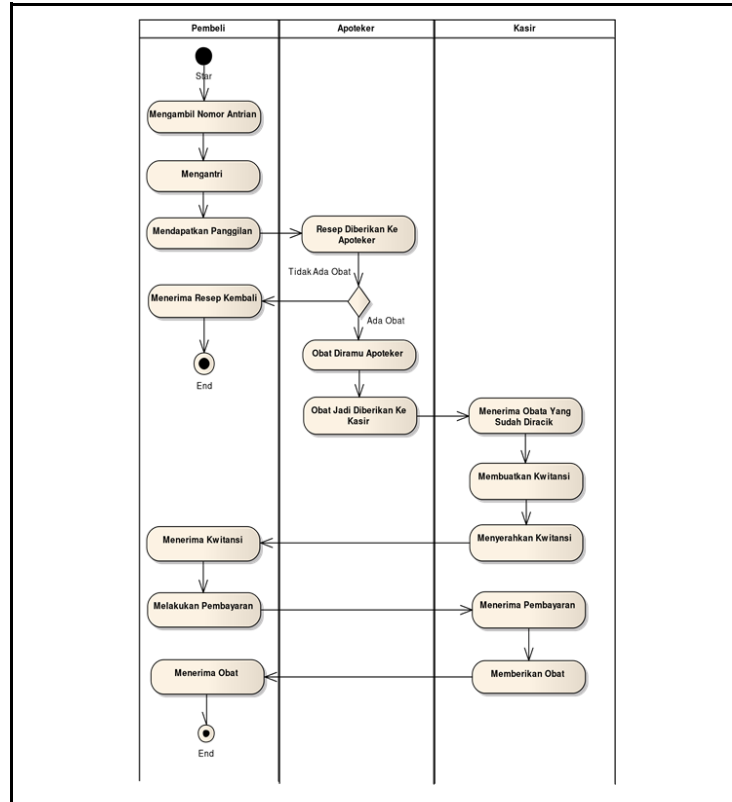 Pembeli
Apoteker
Kasir
Star
Mengambil Nomor Antrian
Mengantri
Mendapatkan Panggilan
Resep Diberikan Ke
Apoteker
Tidak Ada Obat
Menerima Resep Kembali
Ada Obat
End
Obat Diramu Apoteker
Obat Jadi Diberikan Ke
Kasir
Menerima Obata Yang
Sudah Diracik
Membuatkan Kwitansi
Menerima Kwitansi
Menyerahkan Kwitansi
Melakukan Pembayaran
Menerima Pembayaran
Menerima Obat
Memberikan Obat
End